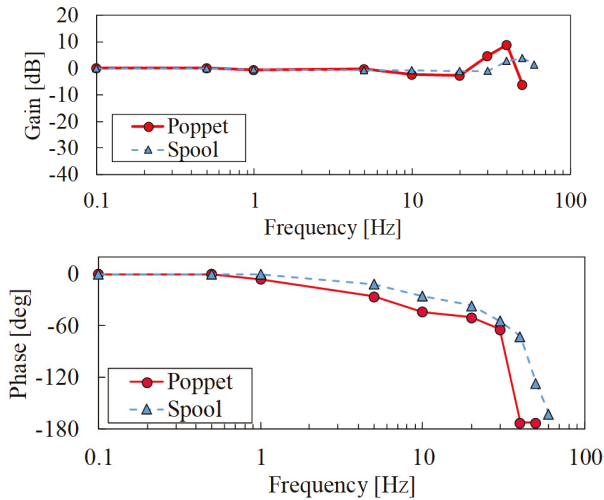 20
10
0
-10
-20
-30
-40
Gain [dB]
Poppet
Spool
0.1 1 10 100
Frequency [Hz]
0
-60
-120
-180
Phase [deg]
Poppet
Spool
0.1 1 10 100
Frequency [Hz]